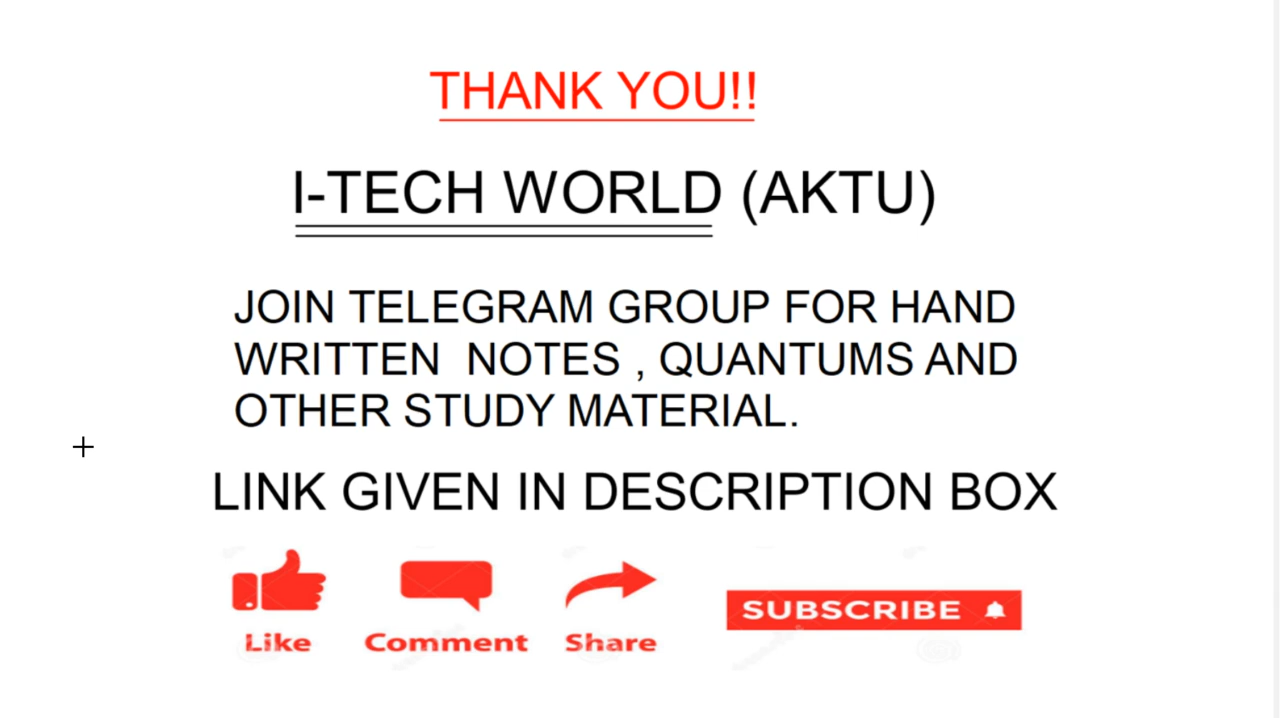 THANK YOU!!
I-TECH WORLD (AKTU)
JOIN TELEGRAM GROUP FOR HAND
WRITTEN  NOTES , QUANTUMS AND
OTHER STUDY MATERIAL.
LINK GIVEN IN DESCRIPTION BOX
Like Comment Share SUBSCRIBE